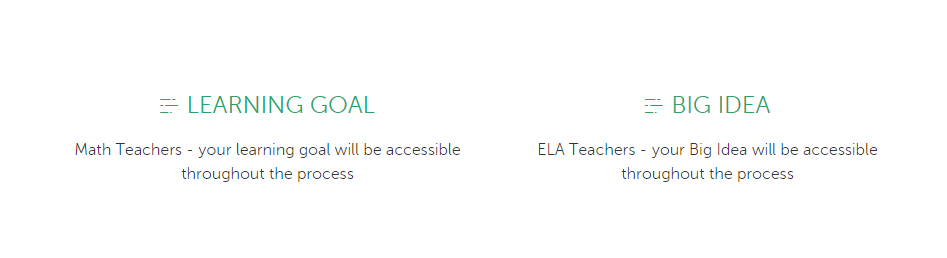 LEARNING GOAL
Math Teachers - your learning goal will be accessible
throughout the process
BIG IDEA
ELA Teachers - your Big Idea will be accessible
throughout the process